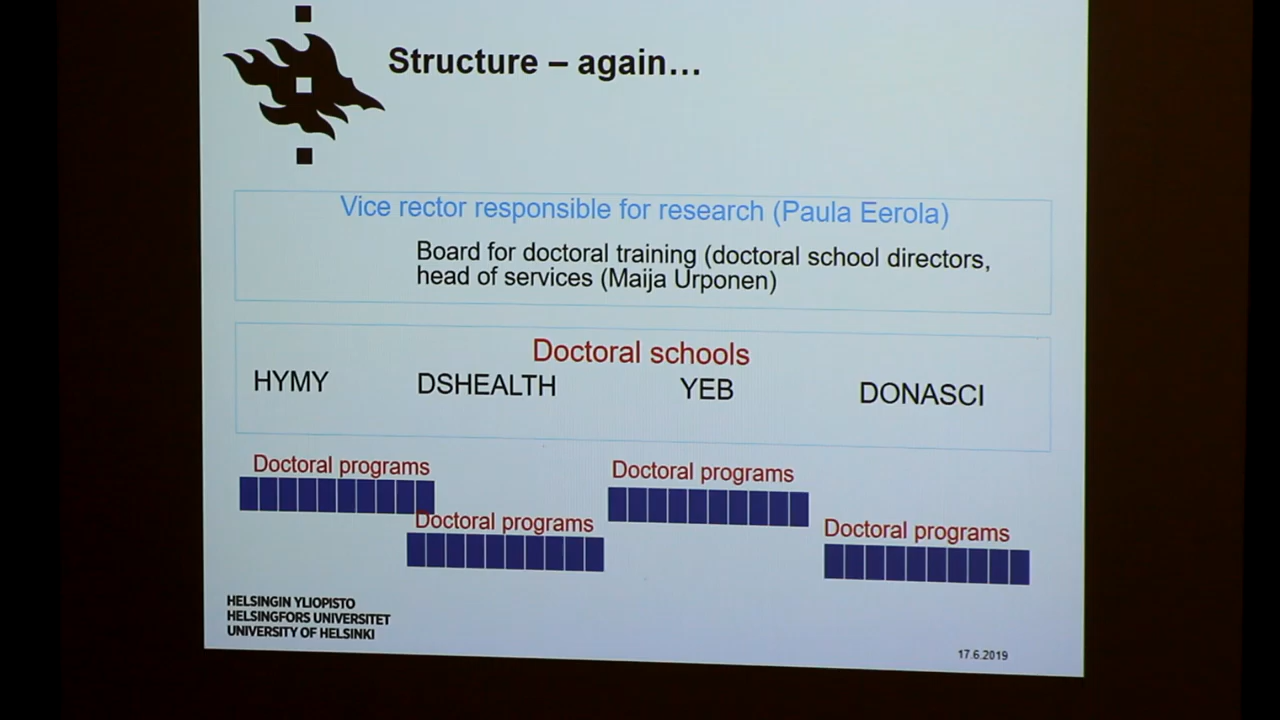 Structure – again…
Vice rector responsible for research (Paula Eerola)
Board for doctoral training (doctoral school directors,
head of services (Maija Urponen)
Doctoral schools
HYMY
DSHEALTH
YEB
DONASCI
Doctoral programs
Doctoral programs
Doctoral programs
Doctoral programs
HELSINGIN YLIOPISTO
HELSINGFORS UNIVERSITET
UNIVERSITY OF HELSINKI
17.6.2019